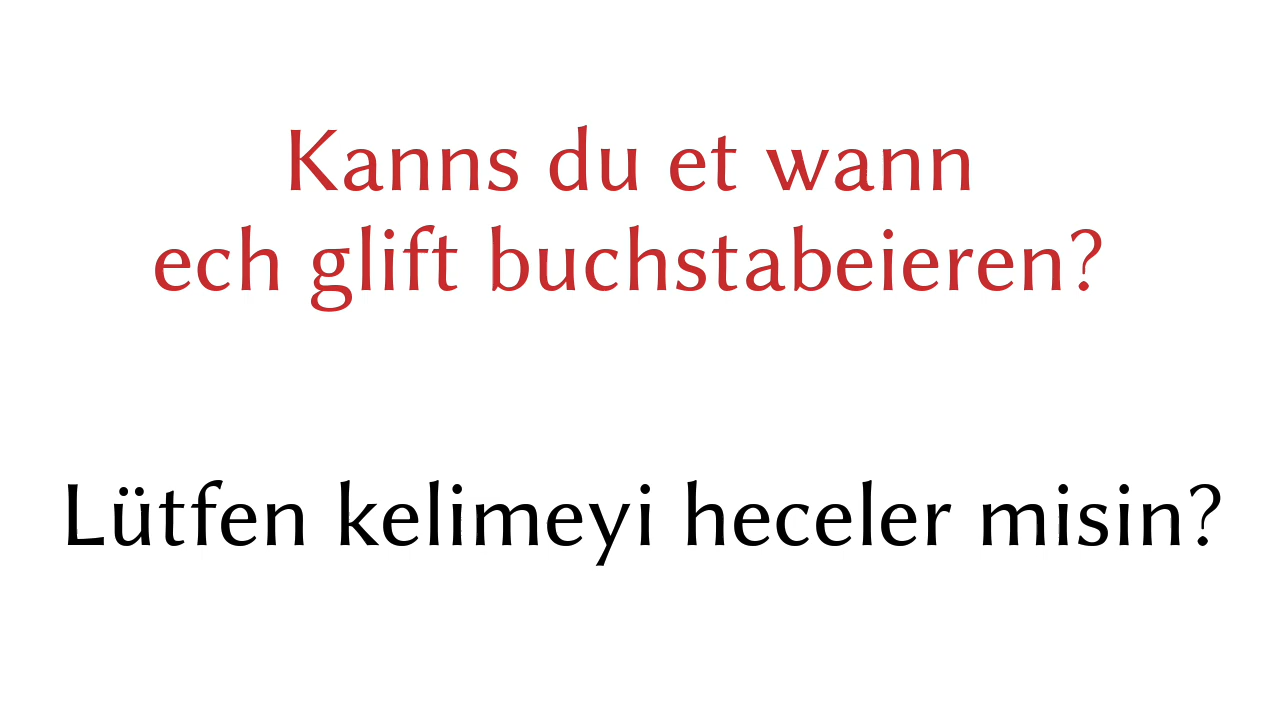 Kanns du et wann
ech glift buchstabeieren?
Lütfen kelimeyi heceler misin?